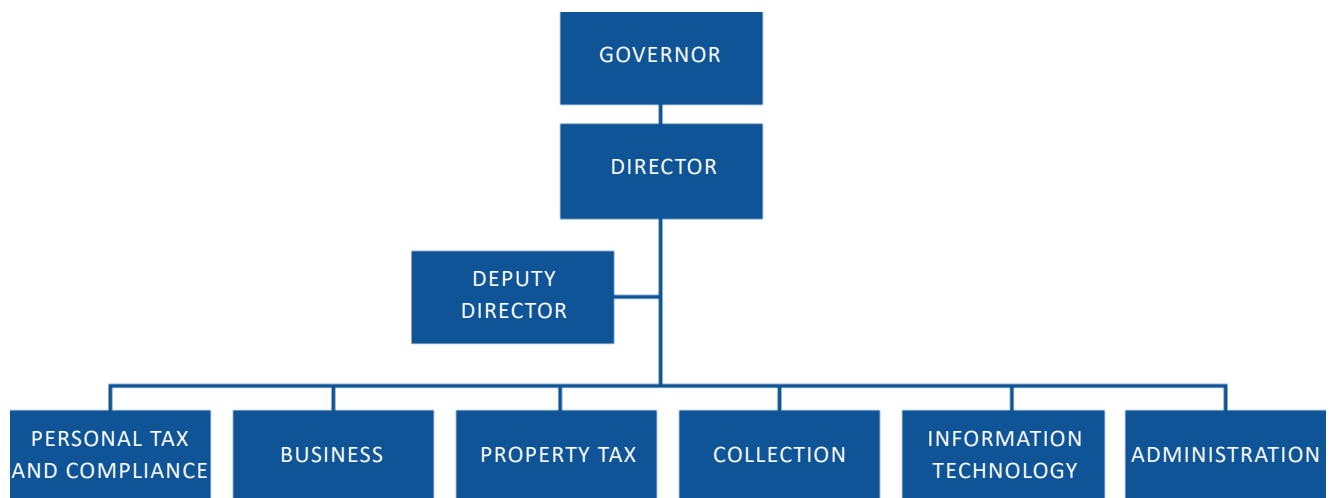 GOVERNOR
DIRECTOR
DEPUTY
DIRECTOR
PERSONAL TAX
AND COMPLIANCE
BUSINESS
PROPERTY TAX
COLLECTION
INFORMATION
TECHNOLOGY
ADMINISTRATION